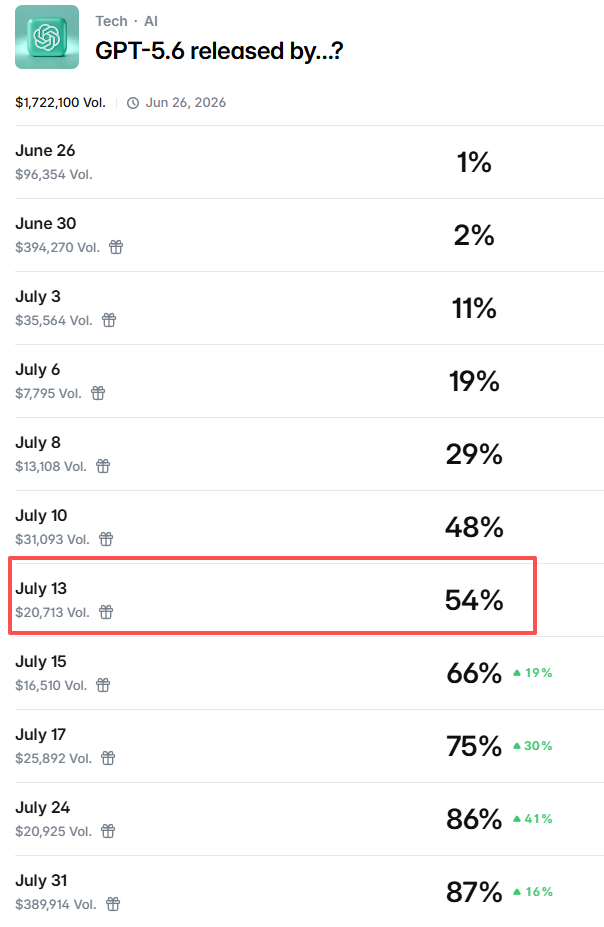 Tech · AI
GPT-5.6 released by...?
$1,722,100 Vol. Jun 26, 2026
June 26
$96,354 Vol.
1%
June 30
$394,270 Vol.
2%
July 3
$35,564 Vol.
11%
July 6
$7,795 Vol.
19%
July 8
$13,108 Vol.
29%
July 10
$31,093 Vol.
48%
July 13
$20,713 Vol.
54%
July 15
$16,510 Vol.
66% ▲ 19%
July 17
$25,892 Vol.
75% ▲ 30%
July 24
$20,925 Vol.
86% ▲ 41%
July 31
$389,914 Vol.
87% ▲ 16%